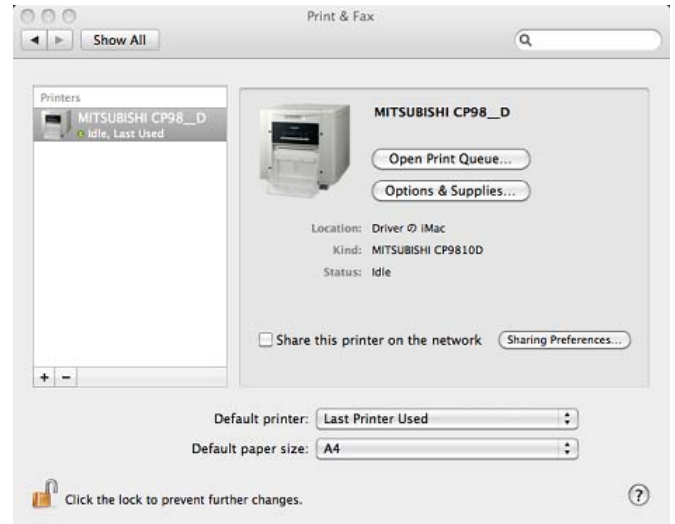 Print & Fax
Show All
Printers
MITSUBISHI CP98__D
Idle, Last Used
MITSUBISHI CP98__D
Open Print Queue...
Options & Supplies...
Location: Driver の iMac
Kind: MITSUBISHI CP9810D
Status: Idle
Share this printer on the network
Sharing Preferences...
+ −
Default printer: Last Printer Used
Default paper size: A4
Click the lock to prevent further changes.
?